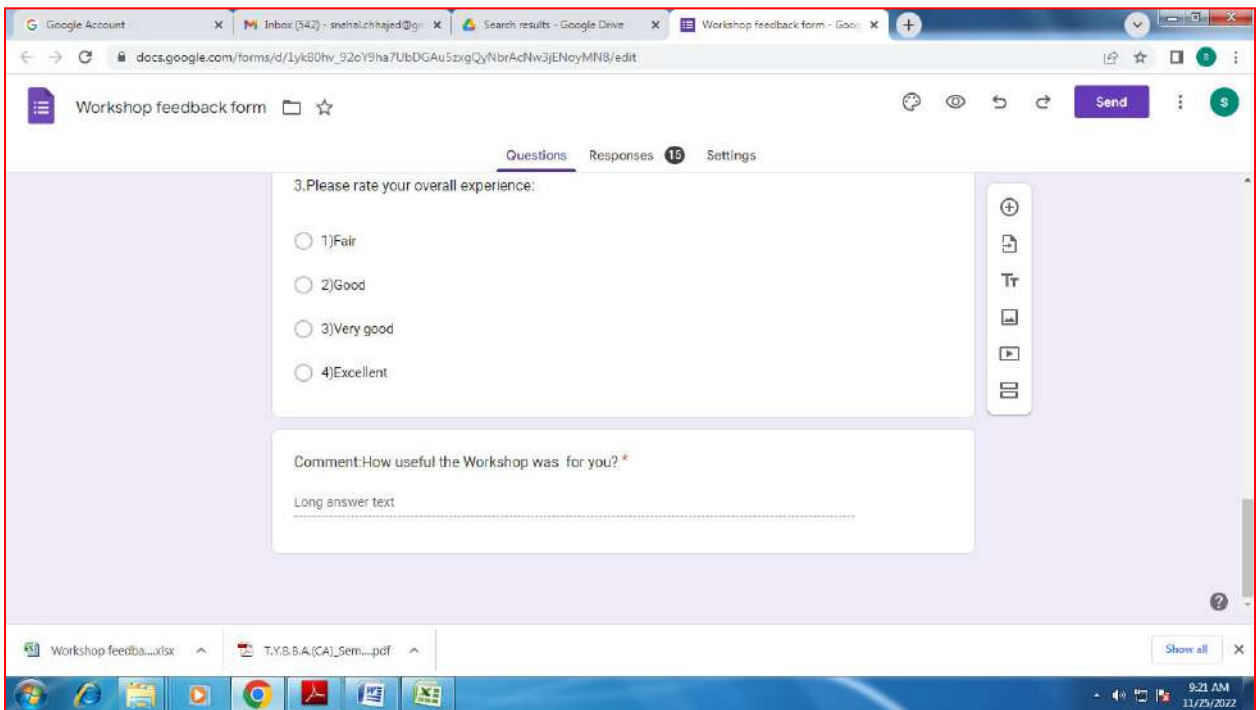 Google Account
Inbox (542) - snehal.chhajed@g
Search results - Google Drive
Workshop feedback form - Goo
docs.google.com/forms/d/1ykB0hv_92oY9ha7UbDGAu5zxgQyNbrAcNw3jENoyMN8/edit
S
Workshop feedback form
Send
S
Questions Responses 15 Settings
3.Please rate your overall experience:
1)Fair
2)Good
3)Very good
4)Excellent
Comment:How useful the Workshop was for you? *
Long answer text
Workshop feedba....xlsx
T.Y.B.B.A.(CA)_Sem....pdf
Show all
9:21 AM
11/25/2022